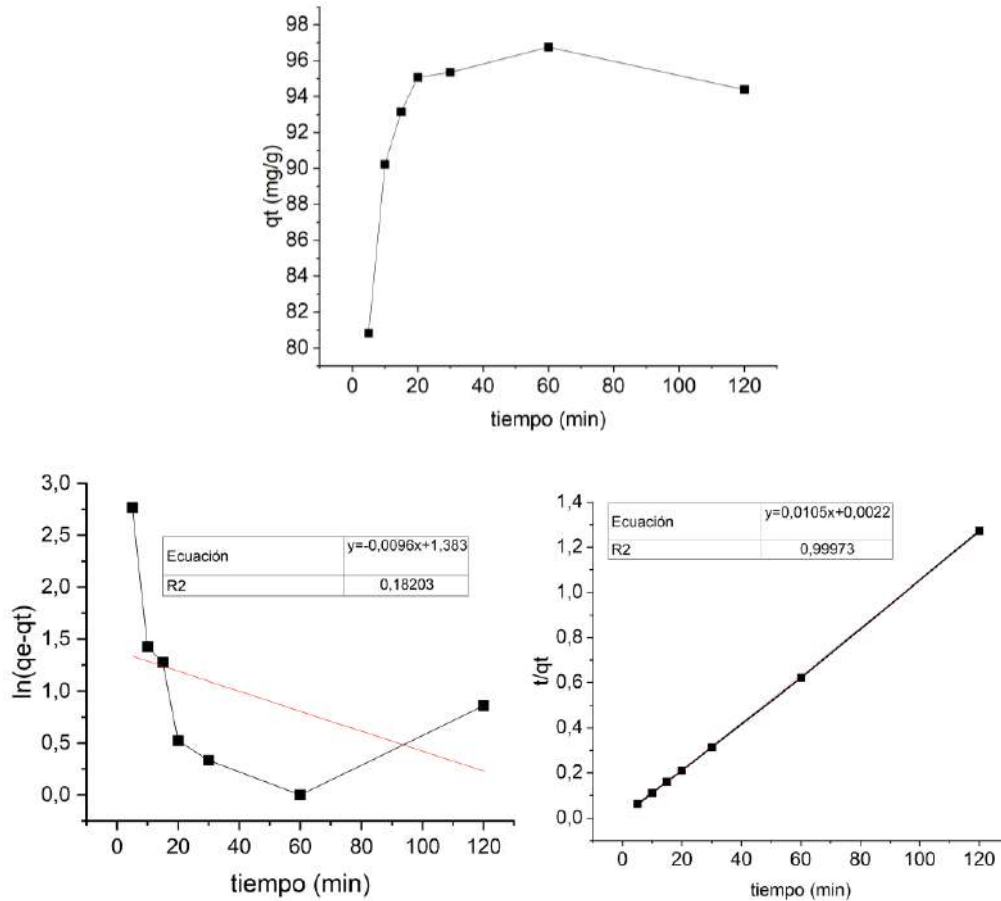 98
96
94
92
90
88
86
84
82
80
qt (mg/g)
0 20 40 60 80 100 120
tiempo (min)
3,0
2,5
2,0
1,5
1,0
0,5
0,0
ln(qe-qt)
Ecuación y=-0,0096x+1,383
R2 0,18203
0 20 40 60 80 100 120
tiempo (min)
1,4
1,2
1,0
0,8
0,6
0,4
0,2
0,0
t/qt
Ecuación y=0,0105x+0,0022
R2 0,99973
0 20 40 60 80 100 120
tiempo (min)